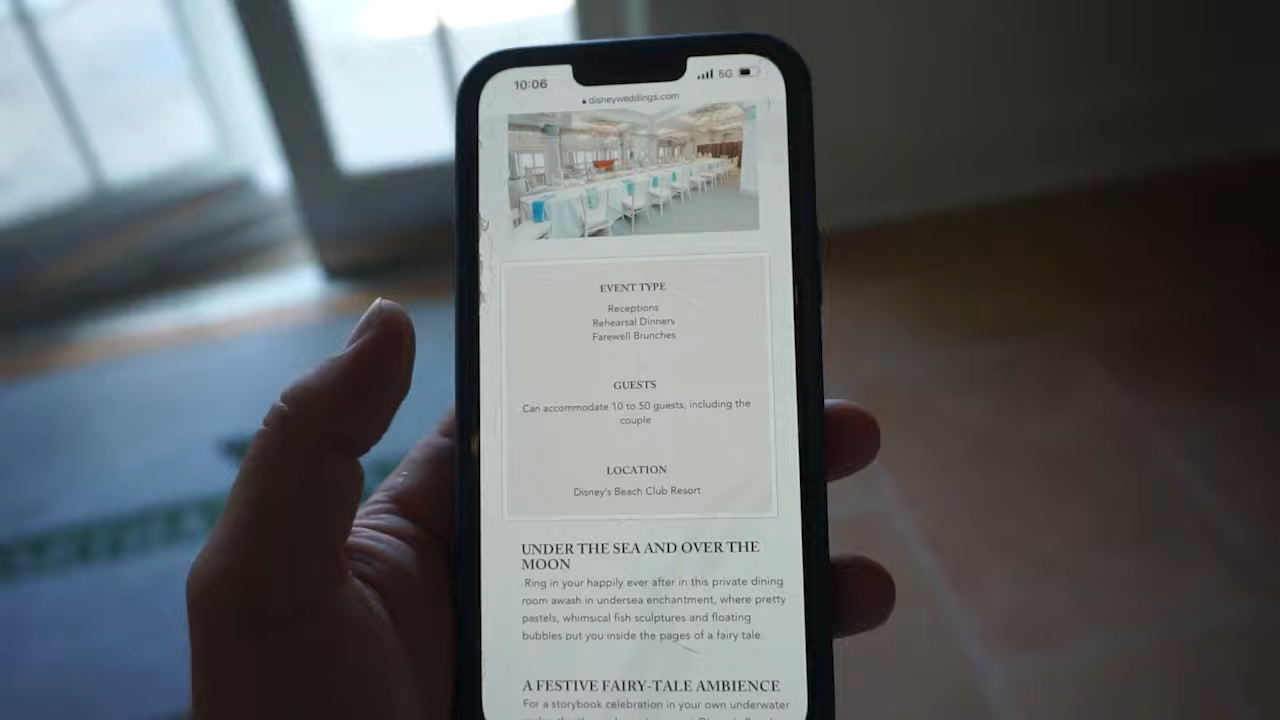 10:06
5G
disneyweddings.com
EVENT TYPE
Receptions
Rehearsal Dinners
Farewell Brunches
GUESTS
Can accommodate 10 to 50 guests, including the
couple
LOCATION
Disney's Beach Club Resort
UNDER THE SEA AND OVER THE
MOON
Ring in your happily ever after in this private dining
room awash in undersea enchantment, where pretty
pastels, whimsical fish sculptures and floating
bubbles put you inside the pages of a fairy tale.
A FESTIVE FAIRY-TALE AMBIENCE
For a storybook celebration in your own underwater